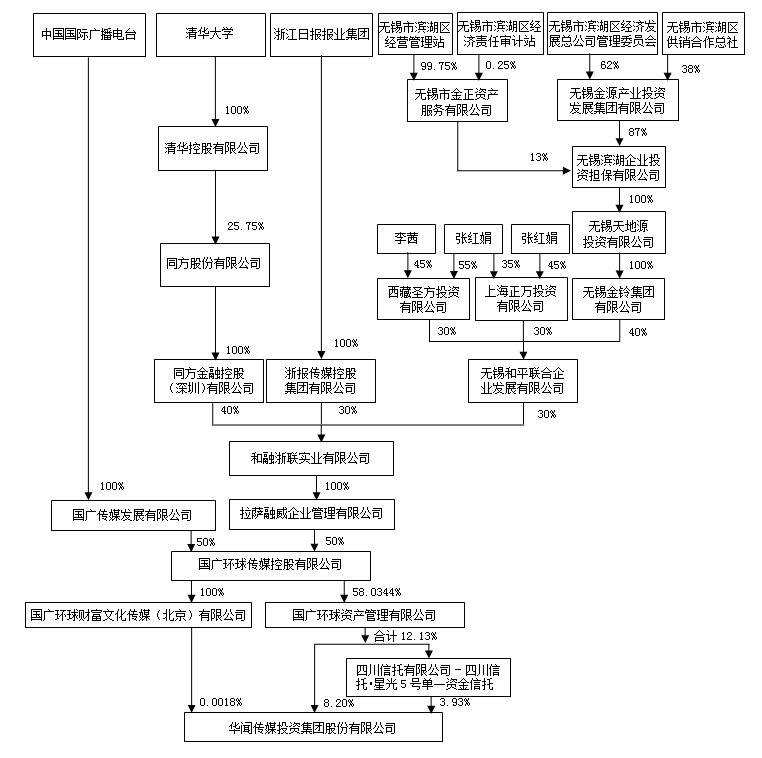 中国国际广播电台
清华大学
浙江日报报业集团
无锡市滨湖区
经营管理站
无锡市滨湖区经
济责任审计站
无锡市滨湖区经济发
展总公司管理委员会
无锡市滨湖区
供销合作总社
99.75%
0.25%
62%
38%
无锡市金正资产
服务有限公司
无锡金源产业投资
发展集团有限公司
100%
87%
清华控股有限公司
13%
无锡滨湖企业投
资担保有限公司
100%
25.75%
李茜
张红娟
张红娟
无锡天地源
投资有限公司
同方股份有限公司
45%
55%
35%
45%
100%
西藏圣方投资
有限公司
上海正万投资
有限公司
无锡金铃集团
有限公司
30%
30%
40%
100%
100%
同方金融控股
（深圳)有限公司
浙报传媒控股
集团有限公司
无锡和平联合企
业发展有限公司
40%
30%
30%
和融浙联实业有限公司
100%
100%
国广传媒发展有限公司
拉萨融威企业管理有限公司
50%
50%
国广环球传媒控股有限公司
100%
58.0344%
国广环球财富文化传媒（北京）有限公司
国广环球资产管理有限公司
合计 12.13%
四川信托有限公司－四川信
托·星光5号单一资金信托
0.0018%
8.20%
3.93%
华闻传媒投资集团股份有限公司